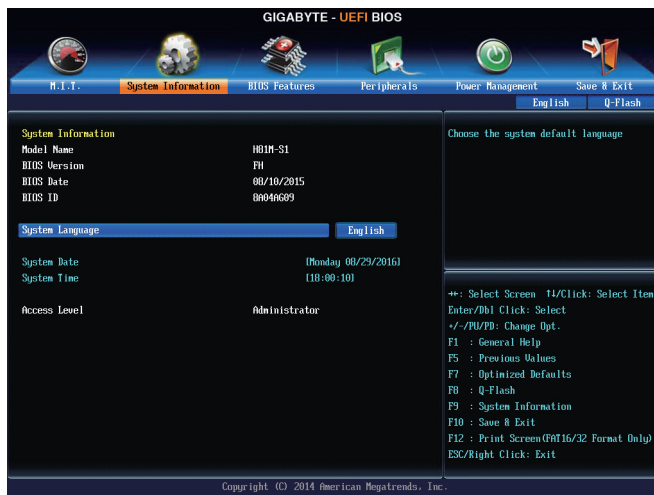 GIGABYTE - UEFI BIOS
M.I.T. System Information BIOS Features Peripherals Power Management Save & Exit
English Q-Flash
System Information
Model Name H81M-S1
BIOS Version FH
BIOS Date 08/10/2015
BIOS ID 8A04AG09
System Language English
System Date [Monday 08/29/2016]
System Time [18:00:10]
Access Level Administrator
Choose the system default language
→←: Select Screen ↑↓/Click: Select Item
Enter/Dbl Click: Select
+/-/PU/PD: Change Opt.
F1 : General Help
F5 : Previous Values
F7 : Optimized Defaults
F8 : Q-Flash
F9 : System Information
F10 : Save & Exit
F12 : Print Screen(FAT16/32 Format Only)
ESC/Right Click: Exit
Copyright (C) 2014 American Megatrends, Inc.